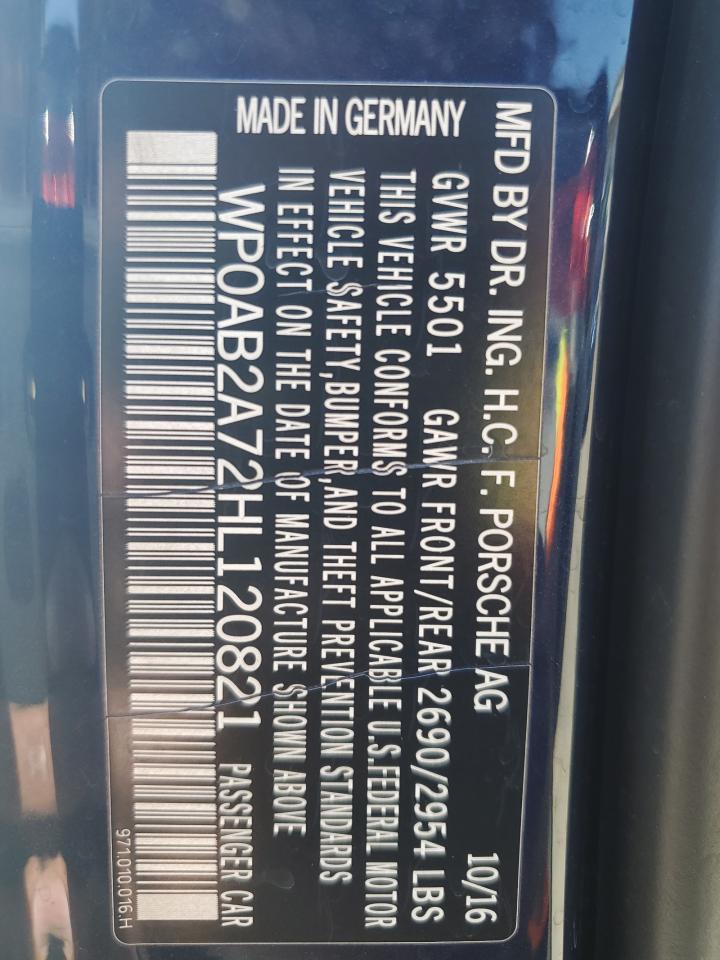 MFD BY DR. ING. H.C. F. PORSCHE AG 10/16
GVWR 5501 GAWR FRONT/REAR 2690/2954 LBS
THIS VEHICLE CONFORMS TO ALL APPLICABLE U.S.FEDERAL MOTOR
VEHICLE SAFETY,BUMPER,AND THEFT PREVENTION STANDARDS
IN EFFECT ON THE DATE OF MANUFACTURE SHOWN ABOVE
MADE IN GERMANY
WP0AB2A72HL120821 PASSENGER CAR
971.010.016.H